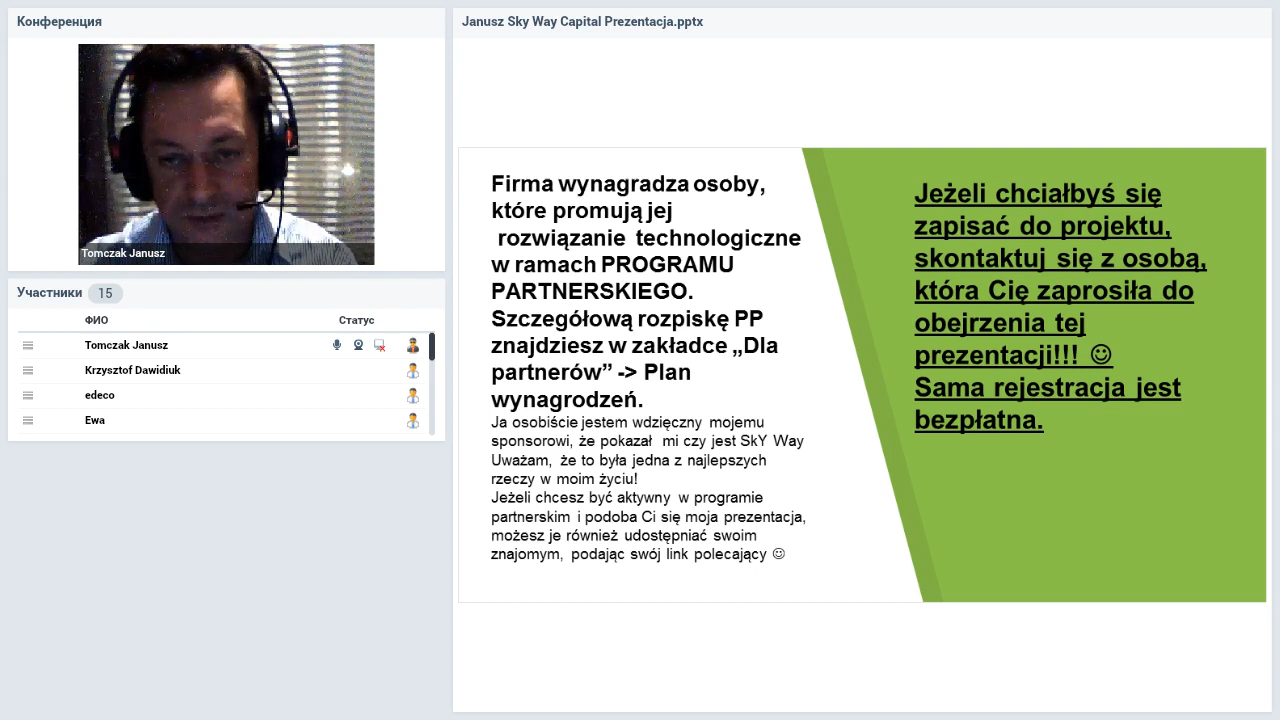 Конференция
Tomczak Janusz
Участники 15
ФИО Статус
Tomczak Janusz
Krzysztof Dawidiuk
edeco
Ewa
Janusz Sky Way Capital Prezentacja.pptx
Firma wynagradza osoby,
które promują jej
rozwiązanie technologiczne
w ramach PROGRAMU
PARTNERSKIEGO.
Szczegółową rozpiskę PP
znajdziesz w zakładce „Dla
partnerów” -> Plan
wynagrodzeń.
Ja osobiście jestem wdzięczny mojemu
sponsorowi, że pokazał mi czy jest SkY Way
Uważam, że to była jedna z najlepszych
rzeczy w moim życiu!
Jeżeli chcesz być aktywny w programie
partnerskim i podoba Ci się moja prezentacja,
możesz je również udostępniać swoim
znajomym, podając swój link polecający ☺
Jeżeli chciałbyś się
zapisać do projektu,
skontaktuj się z osobą,
która Cię zaprosiła do
obejrzenia tej
prezentacji!!! ☺
Sama rejestracja jest
bezpłatna.